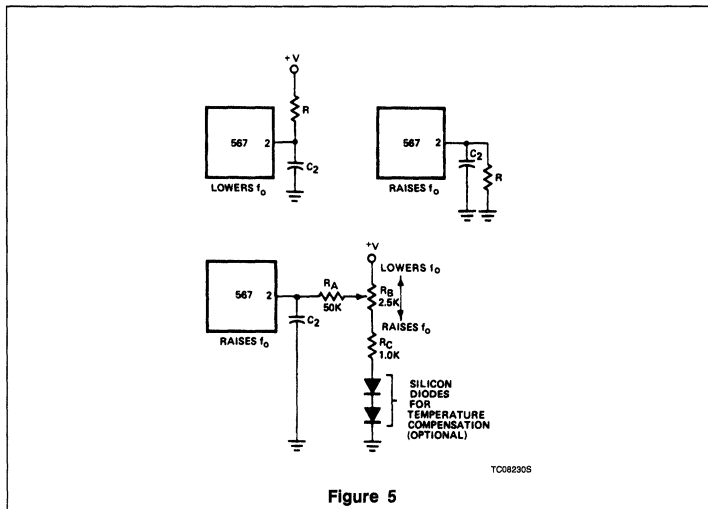 +V
R
567 2
C2
LOWERS fo
567 2
C2
R
RAISES fo
+V
LOWERS fo
RA
50K
RB
2.5K
567 2
C2
RAISES fo
RAISES fo
RC
1.0K
SILICON
DIODES
FOR
TEMPERATURE
COMPENSATION
(OPTIONAL)
TC08230S
Figure 5